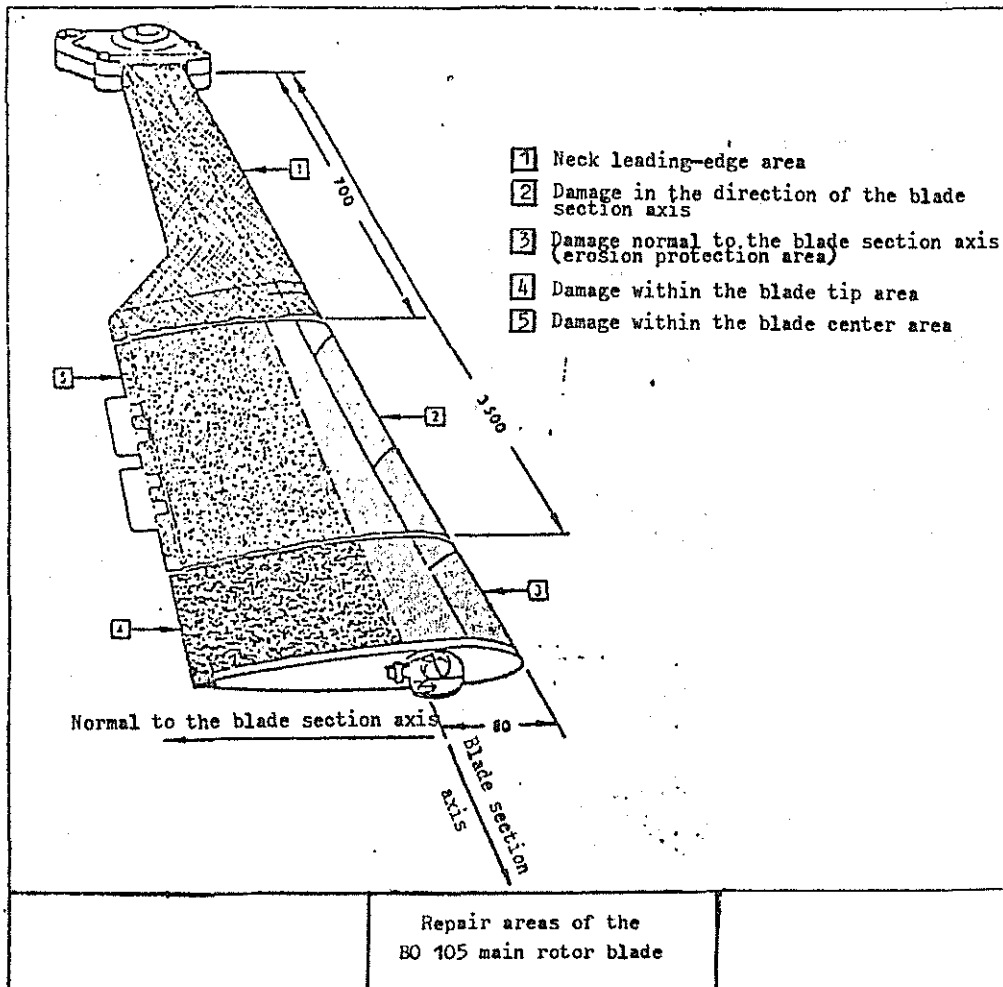 1 Neck leading-edge area
2 Damage in the direction of the blade
section axis
3 Damage normal to the blade section axis
(erosion protection area)
4 Damage within the blade tip area
5 Damage within the blade center area
1
700
3500
5
2
3
4
80
Normal to the blade section axis
Blade section
axis
Repair areas of the
BO 105 main rotor blade